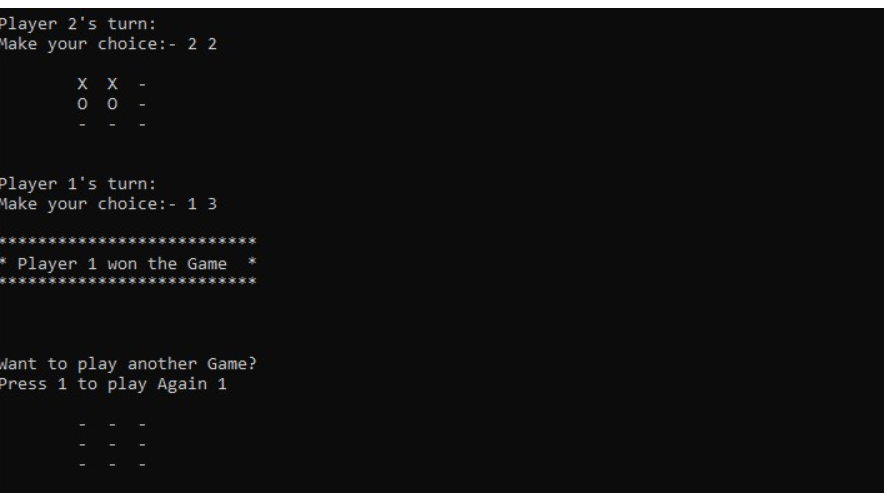 Player 2's turn:
Make your choice:- 2 2
X X -
O O -
- - -
Player 1's turn:
Make your choice:- 1 3
**************************
* Player 1 won the Game  *
**************************
Want to play another Game?
Press 1 to play Again 1
- - -
- - -
- - -